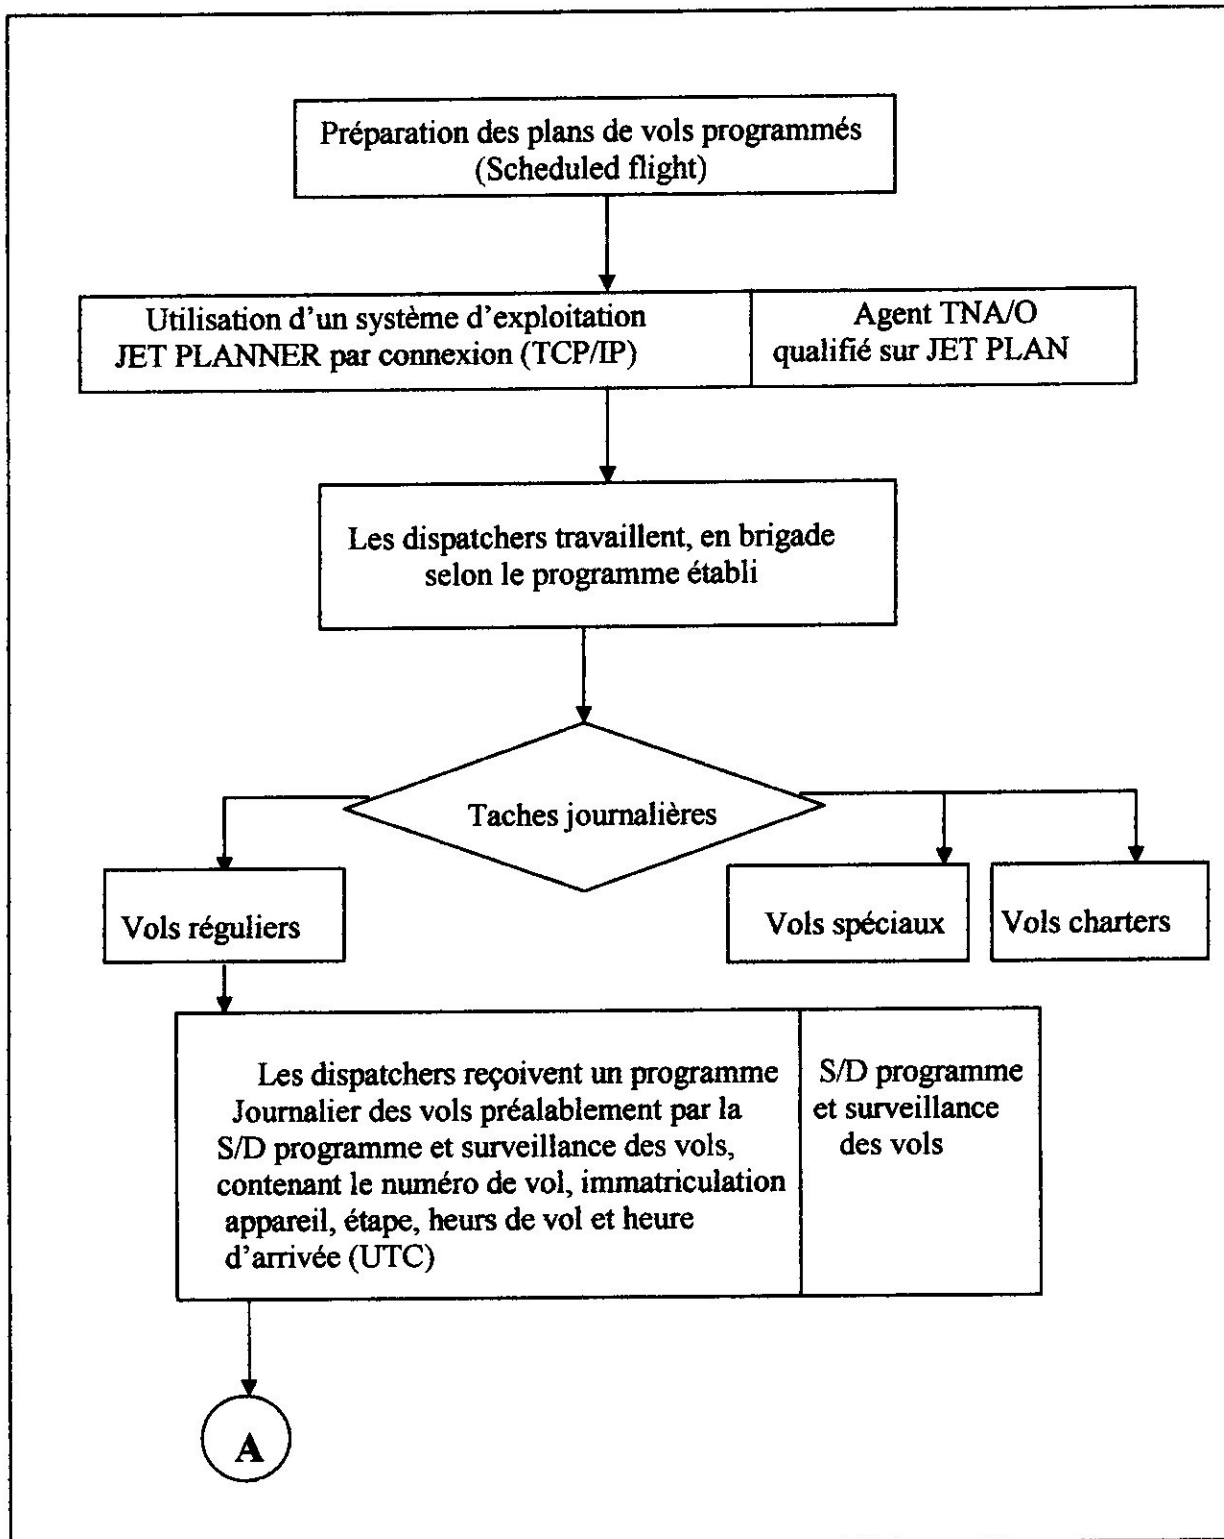 Préparation des plans de vols programmés
(Scheduled flight)
Utilisation d'un système d'exploitation
JET PLANNER par connexion (TCP/IP)
Agent TNA/O
qualifié sur JET PLAN
Les dispatchers travaillent, en brigade
selon le programme établi
Taches journalières
Vols réguliers
Vols spéciaux
Vols charters
Les dispatchers reçoivent un programme
Journalier des vols préalablement par la
S/D programme et surveillance des vols,
contenant le numéro de vol, immatriculation
appareil, étape, heurs de vol et heure
d'arrivée (UTC)
S/D programme
et surveillance
des vols
A